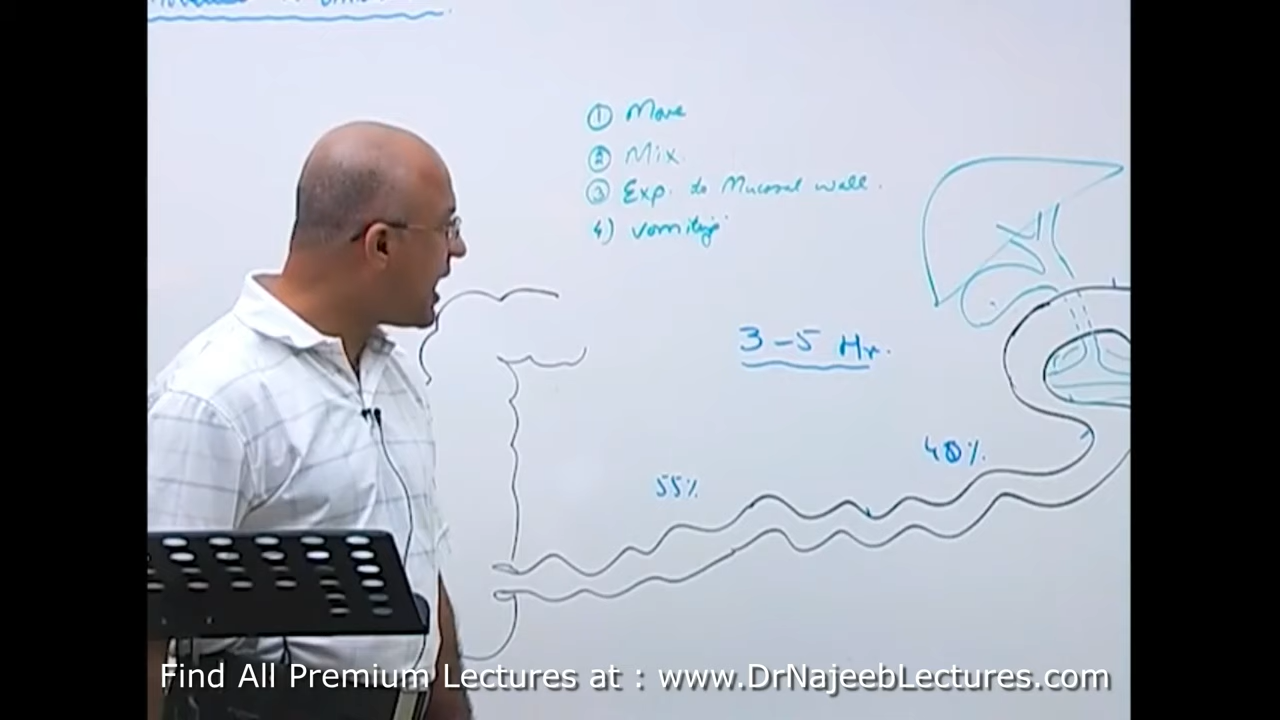 ① Move
② Mix.
③ Exp. to Mucosal wall.
4) vomiting
3-5 Hr.
40%
55%
Find All Premium Lectures at : www.DrNajeebLectures.com